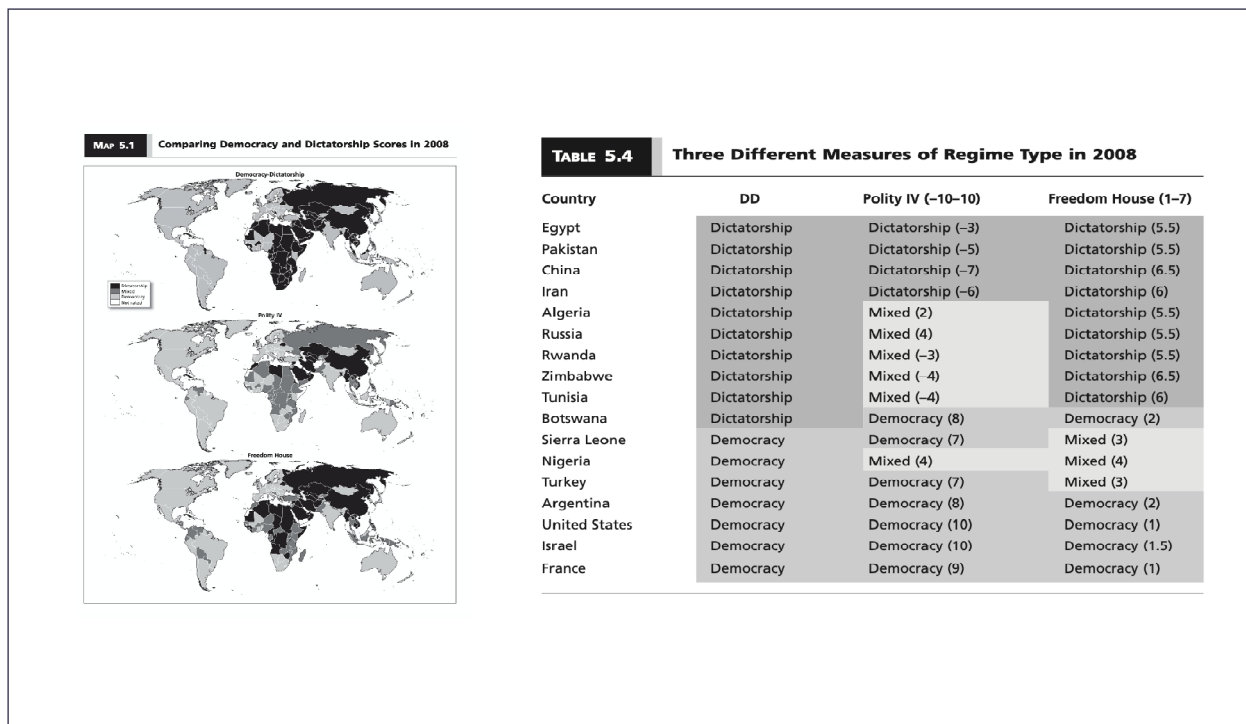 MAP 5.1 Comparing Democracy and Dictatorship Scores in 2008
Democracy-Dictatorship
Dictatorship
Mixed
Democracy
Not rated
Polity IV
Freedom House
TABLE 5.4 Three Different Measures of Regime Type in 2008
Country DD Polity IV (–10–10) Freedom House (1–7)
Egypt Dictatorship Dictatorship (–3) Dictatorship (5.5)
Pakistan Dictatorship Dictatorship (–5) Dictatorship (5.5)
China Dictatorship Dictatorship (–7) Dictatorship (6.5)
Iran Dictatorship Dictatorship (–6) Dictatorship (6)
Algeria Dictatorship Mixed (2) Dictatorship (5.5)
Russia Dictatorship Mixed (4) Dictatorship (5.5)
Rwanda Dictatorship Mixed (–3) Dictatorship (5.5)
Zimbabwe Dictatorship Mixed (–4) Dictatorship (6.5)
Tunisia Dictatorship Mixed (–4) Dictatorship (6)
Botswana Dictatorship Democracy (8) Democracy (2)
Sierra Leone Democracy Democracy (7) Mixed (3)
Nigeria Democracy Mixed (4) Mixed (4)
Turkey Democracy Democracy (7) Mixed (3)
Argentina Democracy Democracy (8) Democracy (2)
United States Democracy Democracy (10) Democracy (1)
Israel Democracy Democracy (10) Democracy (1.5)
France Democracy Democracy (9) Democracy (1)